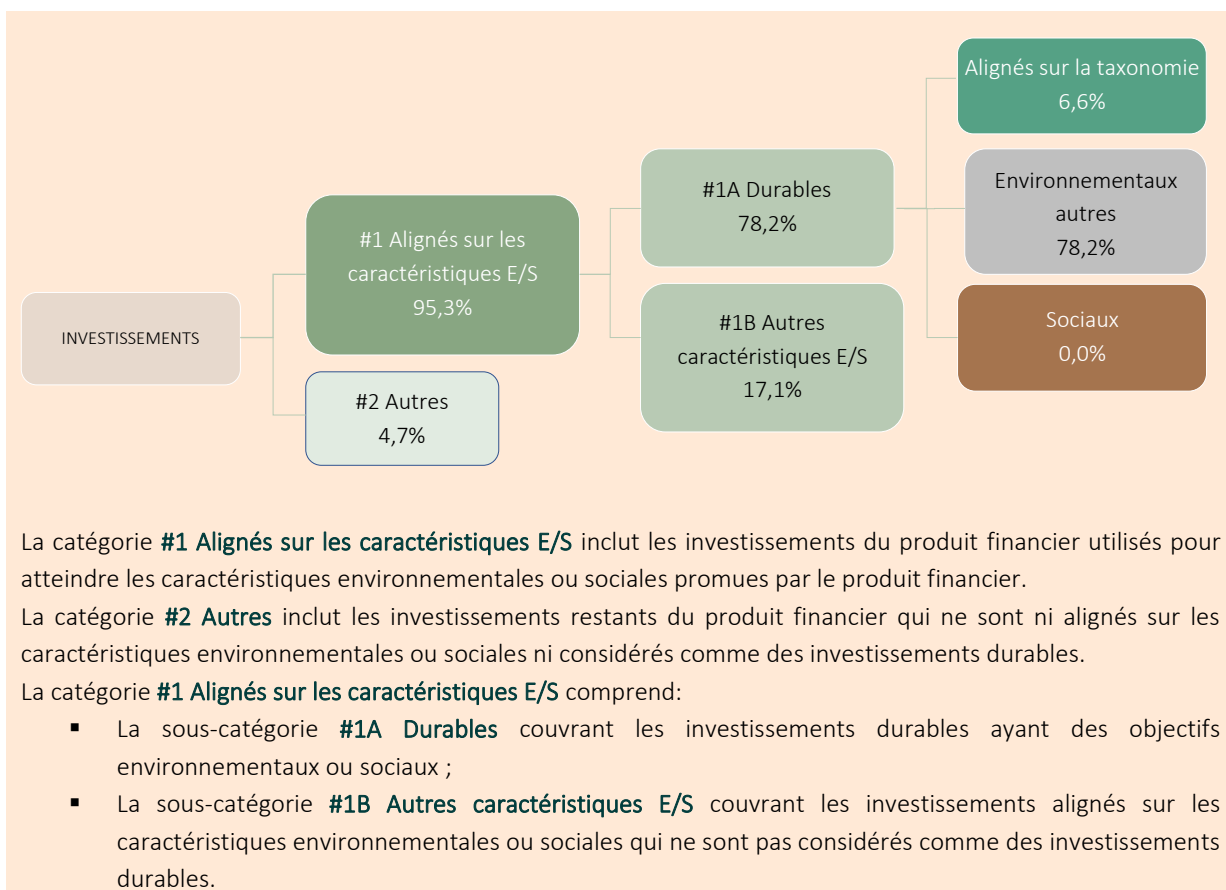 INVESTISSEMENTS
#1 Alignés sur les
caractéristiques E/S
95,3%
#2 Autres
4,7%
#1A Durables
78,2%
#1B Autres
caractéristiques E/S
17,1%
Alignés sur la taxonomie
6,6%
Environnementaux
autres
78,2%
Sociaux
0,0%
La catégorie #1 Alignés sur les caractéristiques E/S inclut les investissements du produit financier utilisés pour
atteindre les caractéristiques environnementales ou sociales promues par le produit financier.
La catégorie #2 Autres inclut les investissements restants du produit financier qui ne sont ni alignés sur les
caractéristiques environnementales ou sociales ni considérés comme des investissements durables.
La catégorie #1 Alignés sur les caractéristiques E/S comprend:
▪ La sous-catégorie #1A Durables couvrant les investissements durables ayant des objectifs
environnementaux ou sociaux ;
▪ La sous-catégorie #1B Autres caractéristiques E/S couvrant les investissements alignés sur les
caractéristiques environnementales ou sociales qui ne sont pas considérés comme des investissements
durables.